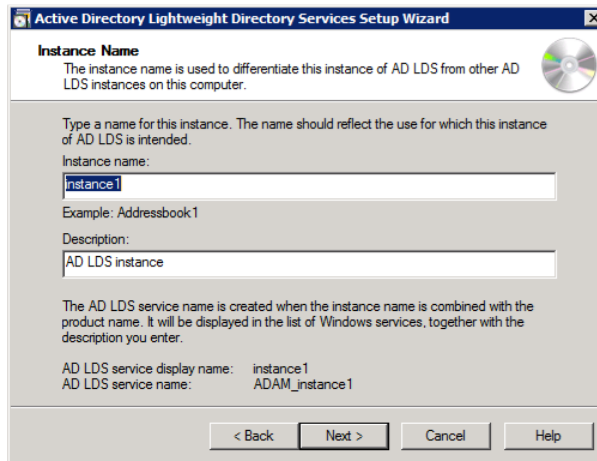 Active Directory Lightweight Directory Services Setup Wizard
Instance Name
The instance name is used to differentiate this instance of AD LDS from other AD
LDS instances on this computer.
Type a name for this instance. The name should reflect the use for which this instance
of AD LDS is intended.
Instance name:
instance1
Example: Addressbook1
Description:
AD LDS instance
The AD LDS service name is created when the instance name is combined with the
product name. It will be displayed in the list of Windows services, together with the
description you enter.
AD LDS service display name: instance1
AD LDS service name: ADAM_instance1
< Back Next > Cancel Help